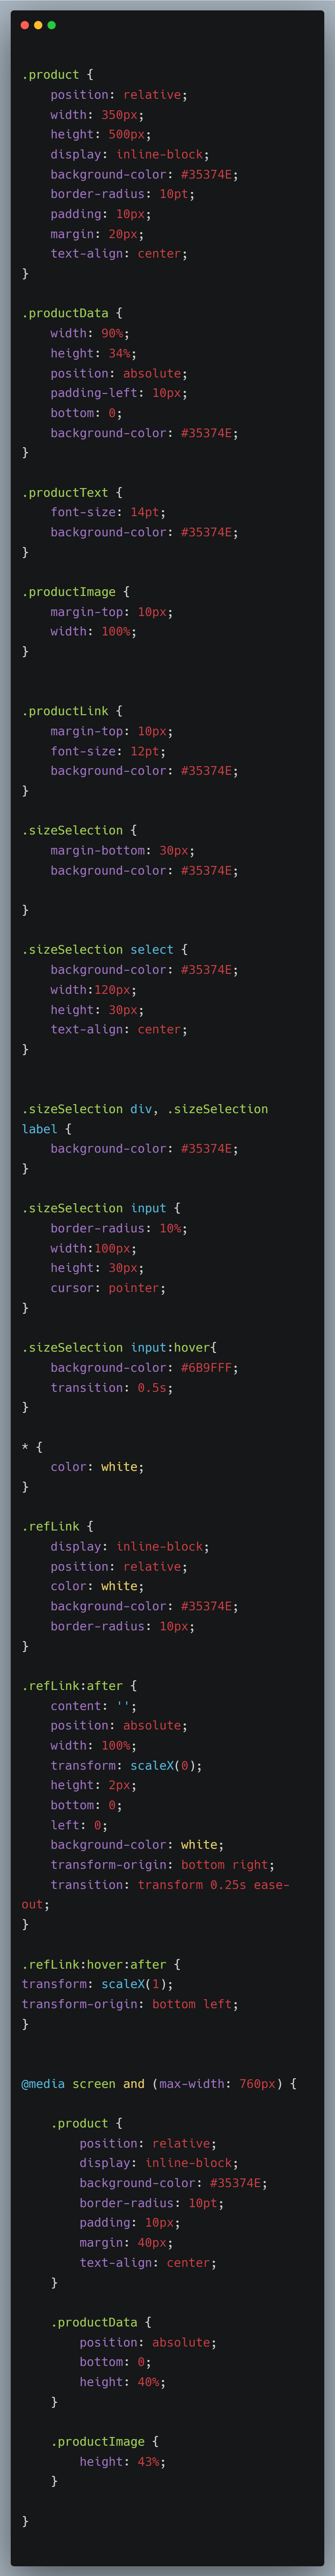 .product {
    position: relative;
    width: 350px;
    height: 500px;
    display: inline-block;
    background-color: #35374E;
    border-radius: 10pt;
    padding: 10px;
    margin: 20px;
    text-align: center;
}

.productData {
    width: 90%;
    height: 34%;
    position: absolute;
    padding-left: 10px;
    bottom: 0;
    background-color: #35374E;
}

.productText {
    font-size: 14pt;
    background-color: #35374E;
}

.productImage {
    margin-top: 10px;
    width: 100%;
}


.productLink {
    margin-top: 10px;
    font-size: 12pt;
    background-color: #35374E;
}

.sizeSelection {
    margin-bottom: 30px;
    background-color: #35374E;

}

.sizeSelection select {
    background-color: #35374E;
    width:120px;
    height: 30px;
    text-align: center;
}


.sizeSelection div, .sizeSelection
label {
    background-color: #35374E;
}

.sizeSelection input {
    border-radius: 10%;
    width:100px;
    height: 30px;
    cursor: pointer;
}

.sizeSelection input:hover{
    background-color: #6B9FFF;
    transition: 0.5s;
}

* {
    color: white;
}

.refLink {
    display: inline-block;
    position: relative;
    color: white;
    background-color: #35374E;
    border-radius: 10px;
}

.refLink:after {
    content: '';
    position: absolute;
    width: 100%;
    transform: scaleX(0);
    height: 2px;
    bottom: 0;
    left: 0;
    background-color: white;
    transform-origin: bottom right;
    transition: transform 0.25s ease-
out;
}

.refLink:hover:after {
transform: scaleX(1);
transform-origin: bottom left;
}


@media screen and (max-width: 760px) {

    .product {
        position: relative;
        display: inline-block;
        background-color: #35374E;
        border-radius: 10pt;
        padding: 10px;
        margin: 40px;
        text-align: center;
    }

    .productData {
        position: absolute;
        bottom: 0;
        height: 40%;
    }

    .productImage {
        height: 43%;
    }

}